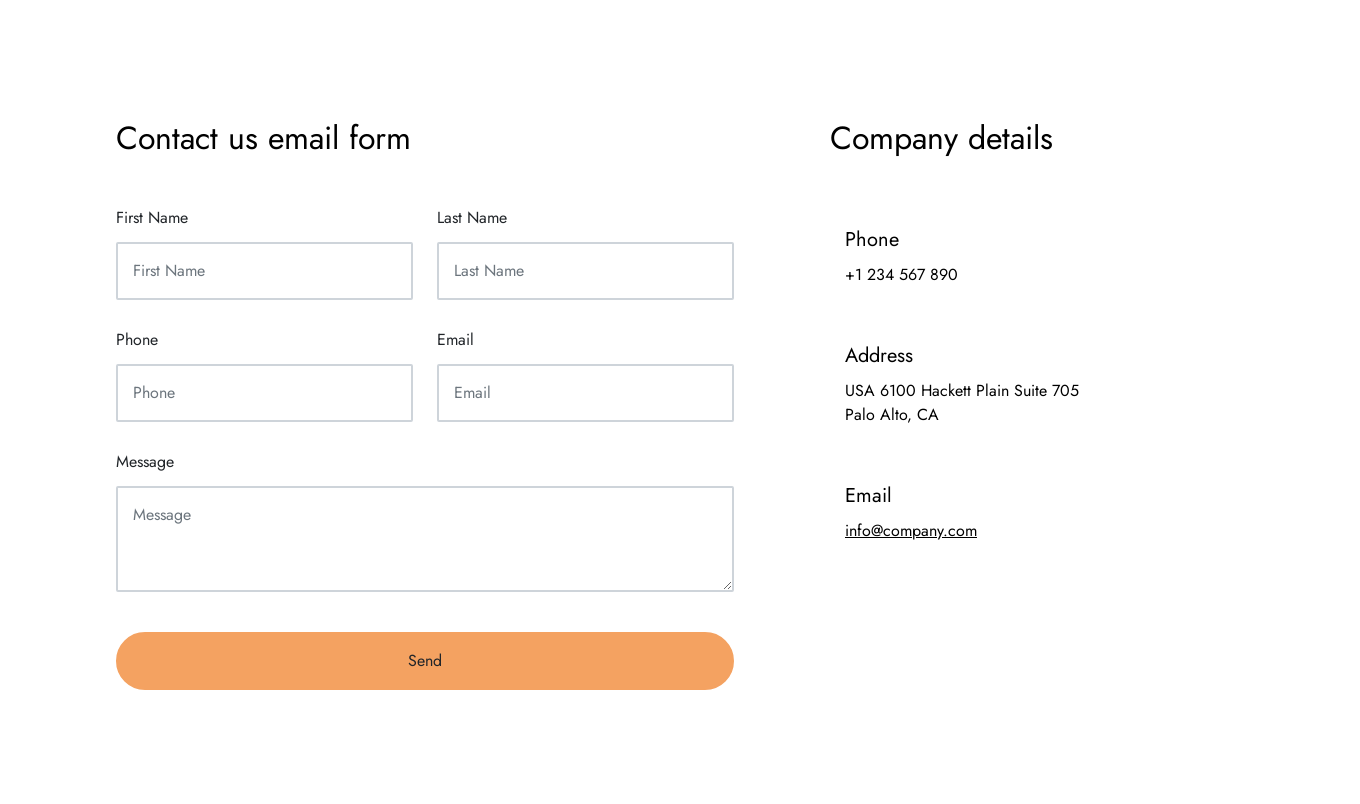 Contact us email form
First Name
Last Name
First Name
Last Name
Phone
Email
Phone
Email
Message
Message
Send
Company details
Phone
+1 234 567 890
Address
USA 6100 Hackett Plain Suite 705
Palo Alto, CA
Email
info@company.com